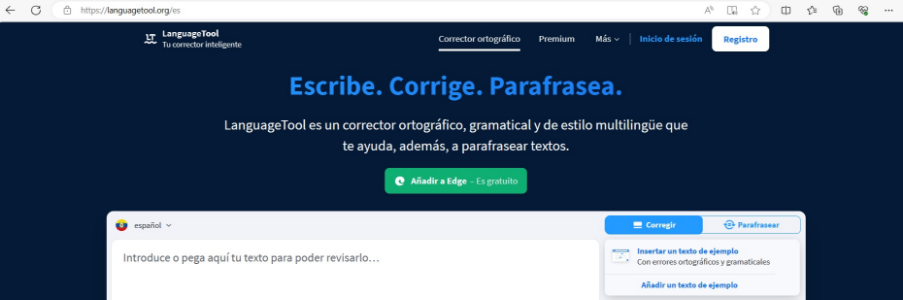 https://languagetool.org/es
LanguageTool
Tu corrector inteligente
Corrector ortográfico Premium Más Inicio de sesión Registro
Escribe. Corrige. Parafrasea.
LanguageTool es un corrector ortográfico, gramatical y de estilo multilingüe que
te ayuda, además, a parafrasear textos.
Añadir a Edge – Es gratuito
español Corregir Parafrasear
Introduce o pega aquí tu texto para poder revisarlo…
Insertar un texto de ejemplo
Con errores ortográficos y gramaticales
Añadir un texto de ejemplo